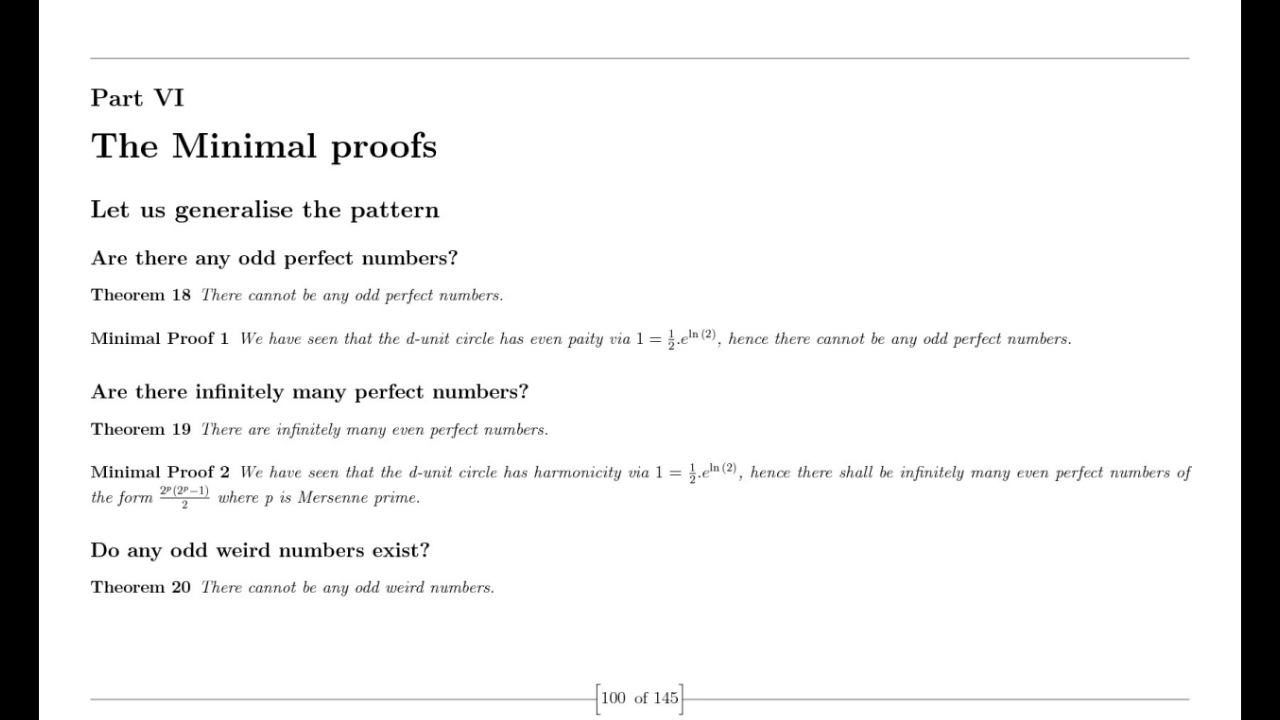 Part VI
The Minimal proofs
Let us generalise the pattern
Are there any odd perfect numbers?
Theorem 18 There cannot be any odd perfect numbers.
Minimal Proof 1 We have seen that the d-unit circle has even paity via 1 = \frac{1}{2}.e^{ln (2)}, hence there cannot be any odd perfect numbers.
Are there infinitely many perfect numbers?
Theorem 19 There are infinitely many even perfect numbers.
Minimal Proof 2 We have seen that the d-unit circle has harmonicity via 1 = \frac{1}{2}.e^{ln (2)}, hence there shall be infinitely many even perfect numbers of
the form \frac{2^p(2^p-1)}{2} where p is Mersenne prime.
Do any odd weird numbers exist?
Theorem 20 There cannot be any odd weird numbers.
[100 of 145]